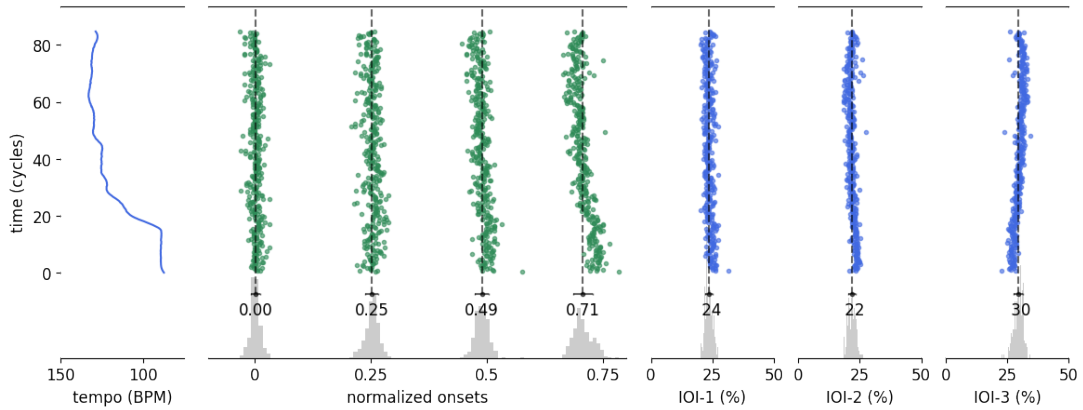 time (cycles)
80
60
40
20
0
0.00 0.25 0.49 0.71 24 22 30
150 100 0 0.25 0.5 0.75 0 25 50 0 25 50 0 25 50
tempo (BPM) normalized onsets IOI-1 (%) IOI-2 (%) IOI-3 (%)